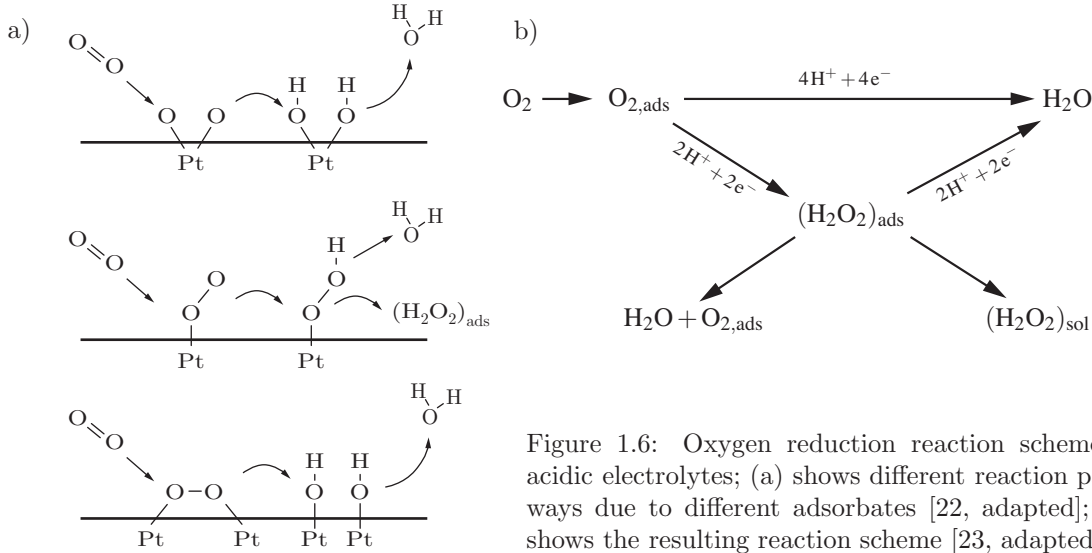 a)
O
O
O O
H H
O O
H H
O
Pt Pt
O
O
O
O
H
O
O
H H
O
(H₂O₂)ads
Pt Pt
O
O
O–O
H H
O O
H H
O
Pt Pt Pt Pt
b)
4H⁺+4e⁻
O₂ O₂,ads H₂O
2H⁺+2e⁻ 2H⁺+2e⁻
(H₂O₂)ads
H₂O+O₂,ads (H₂O₂)sol
Figure 1.6: Oxygen reduction reaction scheme
acidic electrolytes; (a) shows different reaction p
ways due to different adsorbates [22, adapted];
shows the resulting reaction scheme [23, adapted